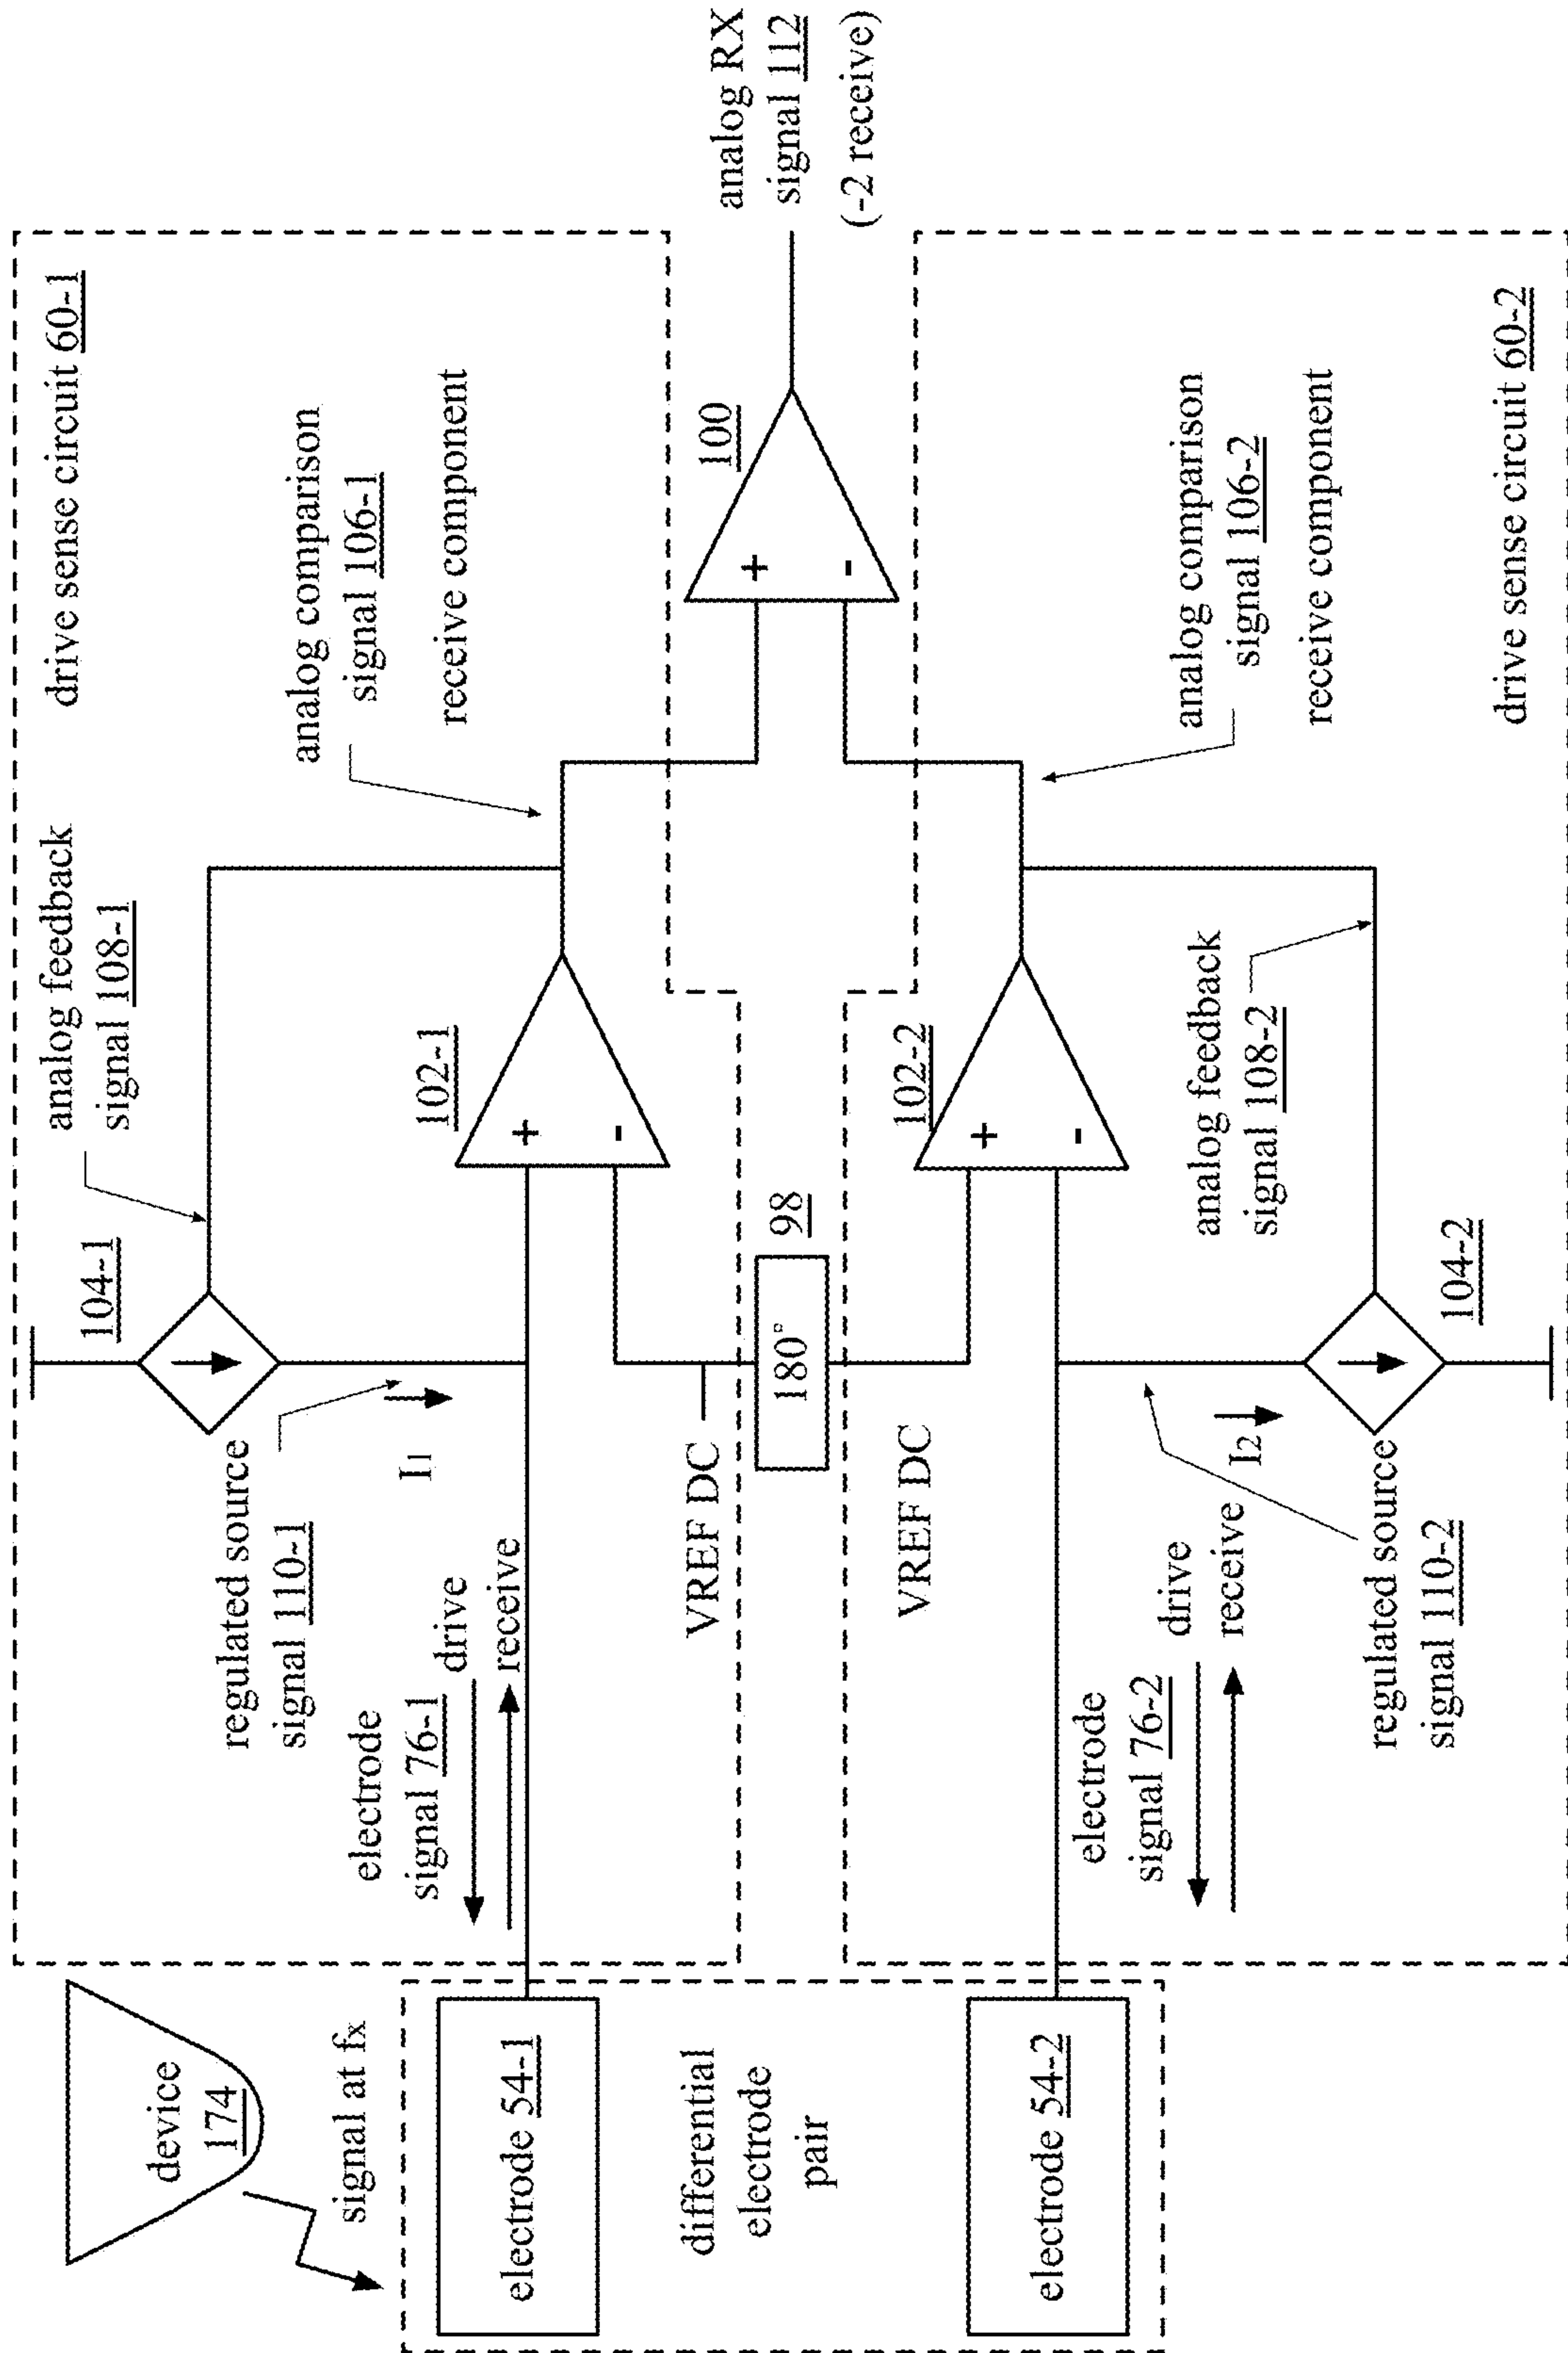 device
174
signal at fx
electrode 54-1
differential
electrode
pair
electrode 54-2
drive sense circuit 60-1
analog feedback
signal 108-1
104-1
regulated source
signal 110-1
I1
electrode
signal 76-1
drive
receive
102-1
+
-
analog comparison
signal 106-1
receive component
VREF DC
180°
98
VREF DC
100
+
-
analog RX
signal 112
(-2 receive)
102-2
+
-
analog comparison
signal 106-2
receive component
electrode
signal 76-2
drive
receive
I2
analog feedback
signal 108-2
regulated source
signal 110-2
104-2
drive sense circuit 60-2